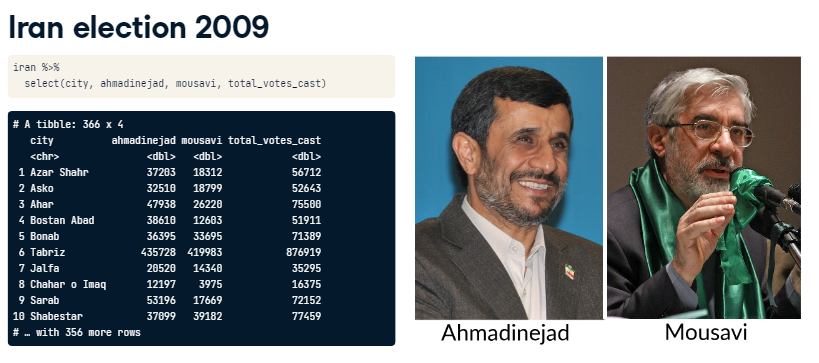 Iran election 2009
iran %>%
  select(city, ahmadinejad, mousavi, total_votes_cast)
# A tibble: 366 x 4
   city        ahmadinejad mousavi total_votes_cast
   <chr>             <dbl>   <dbl>            <dbl>
 1 Azar Shahr        37203   18312            56712
 2 Asko              32510   18799            52643
 3 Ahar              47938   26220            75500
 4 Bostan Abad       38610   12603            51911
 5 Bonab             36395   33695            71389
 6 Tabriz           435728  419983           876919
 7 Jalfa             20520   14340            35295
 8 Chahar o Imaq     12197    3975            16375
 9 Sarab             53196   17669            72152
10 Shabestar         37099   39182            77459
# … with 356 more rows
Ahmadinejad
Mousavi